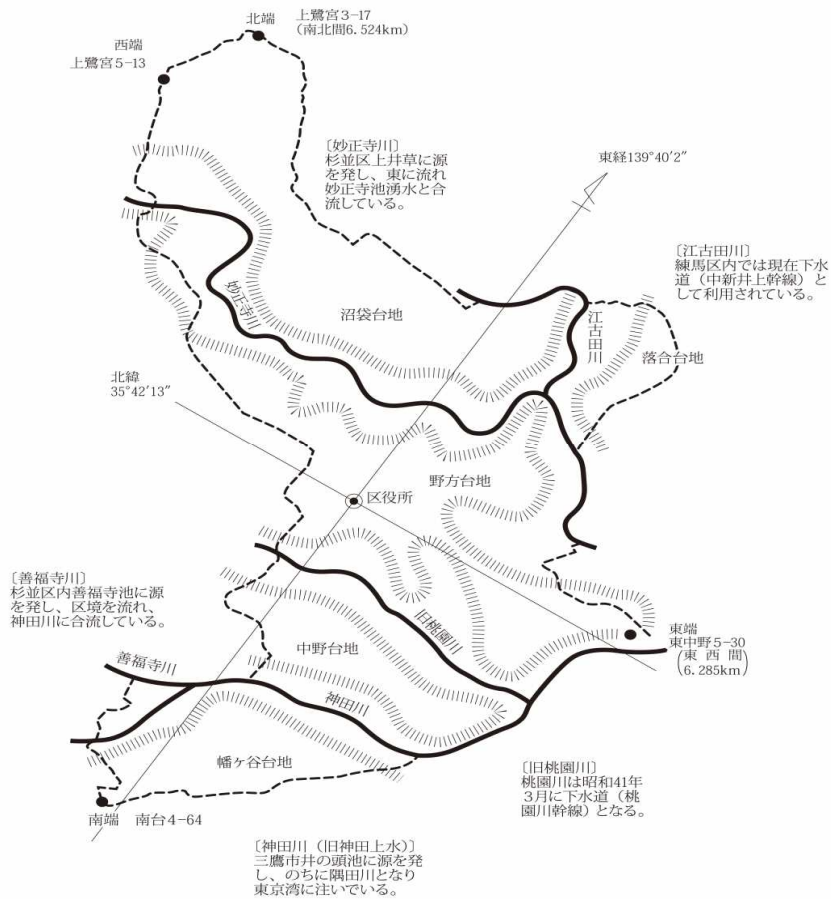 北端
上鷺宮3−17
（南北間6.524km）
西端
上鷺宮5−13
〔妙正寺川〕
杉並区上井草に源
を発し、東に流れ
妙正寺池湧水と合
流している。
東経139°40′2″
〔江古田川〕
練馬区内では現在下水
道（中新井上幹線）と
して利用されている。
妙正寺川
沼袋台地
江古田川
落合台地
北緯
35°42′13″
野方台地
区役所
〔善福寺川〕
杉並区内善福寺池に源
を発し、区境を流れ、
神田川に合流している。
旧桃園川
東端
東中野5−30
（東西間
6.285km）
中野台地
善福寺川
神田川
幡ヶ谷台地
〔旧桃園川〕
桃園川は昭和41年
３月に下水道（桃
園川幹線）となる。
南端　南台4−64
〔神田川（旧神田上水）〕
三鷹市井の頭池に源を発
し、のちに隅田川となり
東京湾に注いでいる。